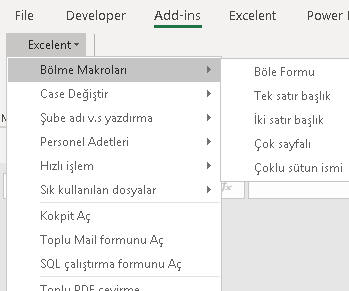 File Developer Add-ins Excelent Power
Excelent
Bölme Makroları
Case Değiştir
Şube adı v.s yazdırma
Personel Adetleri
Hızlı işlem
Sık kullanılan dosyalar
Kokpit Aç
Toplu Mail formunu Aç
SQL çalıştırma formunu Aç
Toplu PDF çevirme
Böle Formu
Tek satır başlık
İki satır başlık
Çok sayfalı
Çoklu sütun ismi
fx